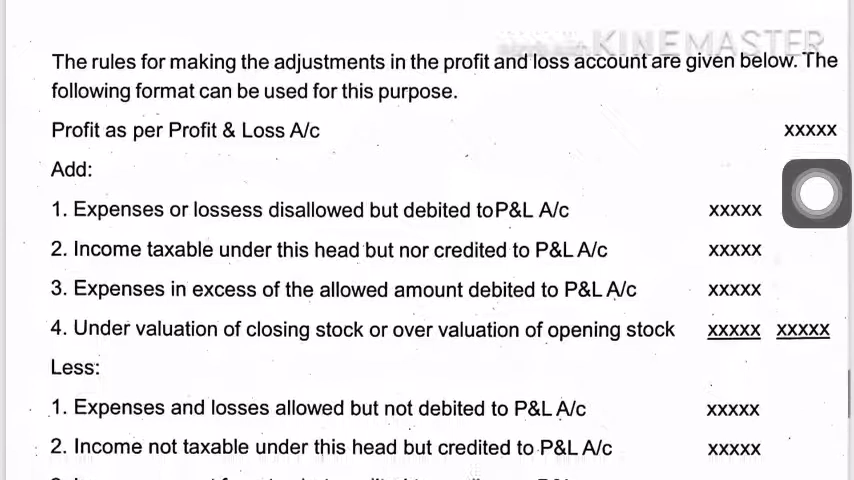 KINEMASTER
The rules for making the adjustments in the profit and loss account are given below. The
following format can be used for this purpose.
Profit as per Profit & Loss A/c xxxxx
Add:
1. Expenses or lossess disallowed but debited to P&L A/c xxxxx
2. Income taxable under this head but nor credited to P&L A/c xxxxx
3. Expenses in excess of the allowed amount debited to P&L A/c xxxxx
4. Under valuation of closing stock or over valuation of opening stock xxxxx xxxxx
Less:
1. Expenses and losses allowed but not debited to P&L A/c xxxxx
2. Income not taxable under this head but credited to P&L A/c xxxxx